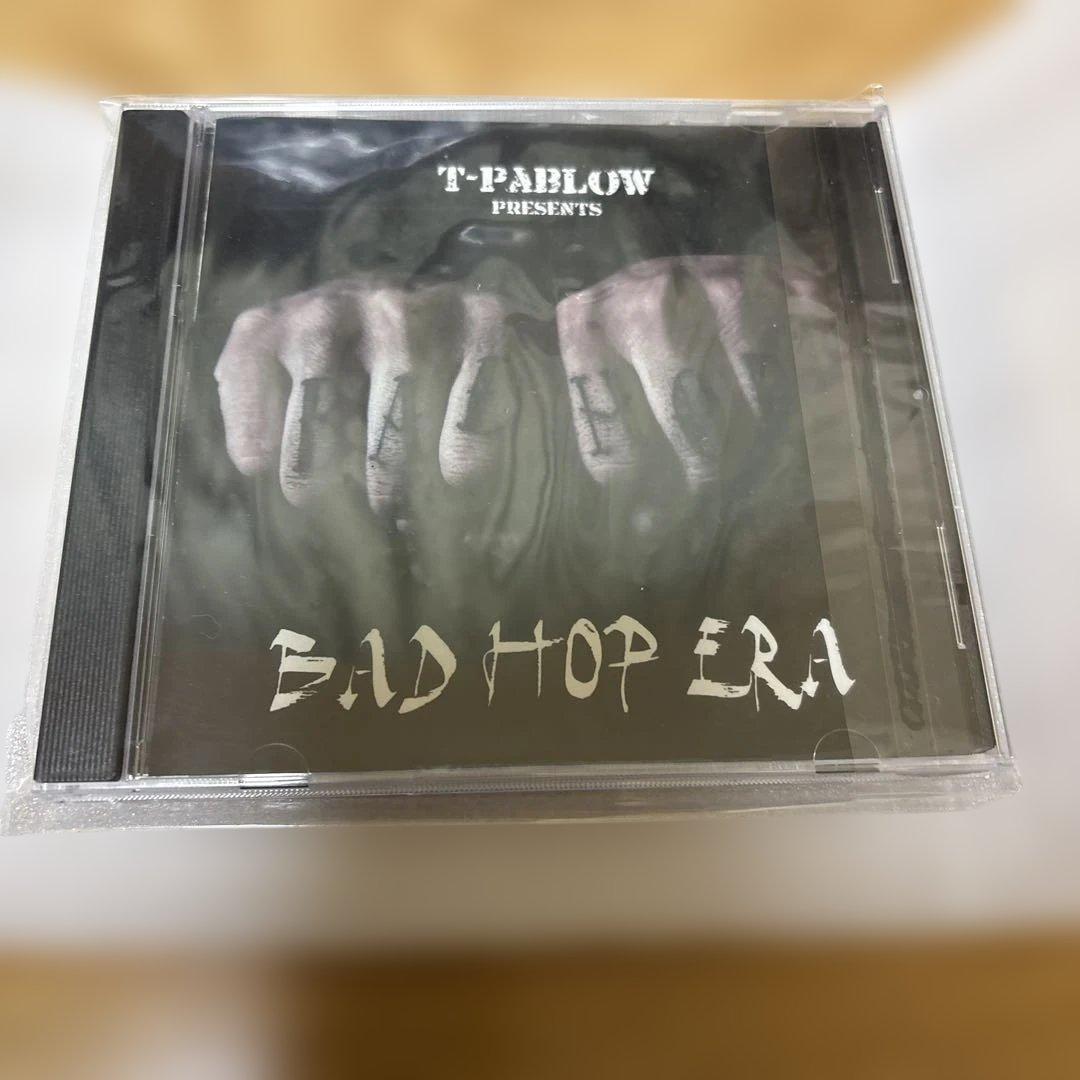 T-PABLOW
PRESENTS
BAD HOP ERA